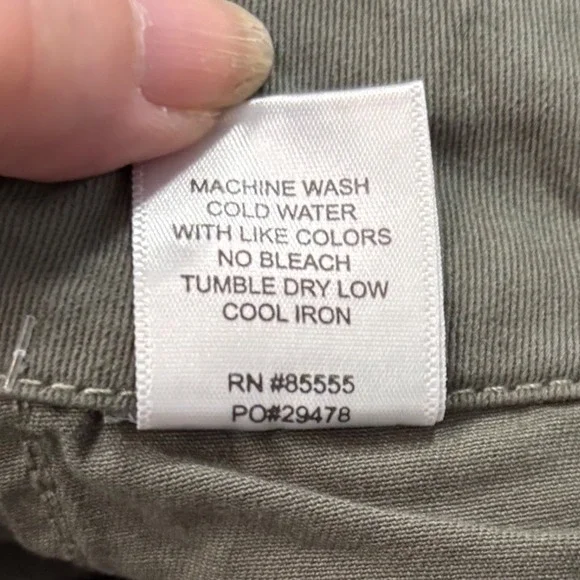 MACHINE WASH
COLD WATER
WITH LIKE COLORS
NO BLEACH
TUMBLE DRY LOW
COOL IRON
RN #85555
PO#29478